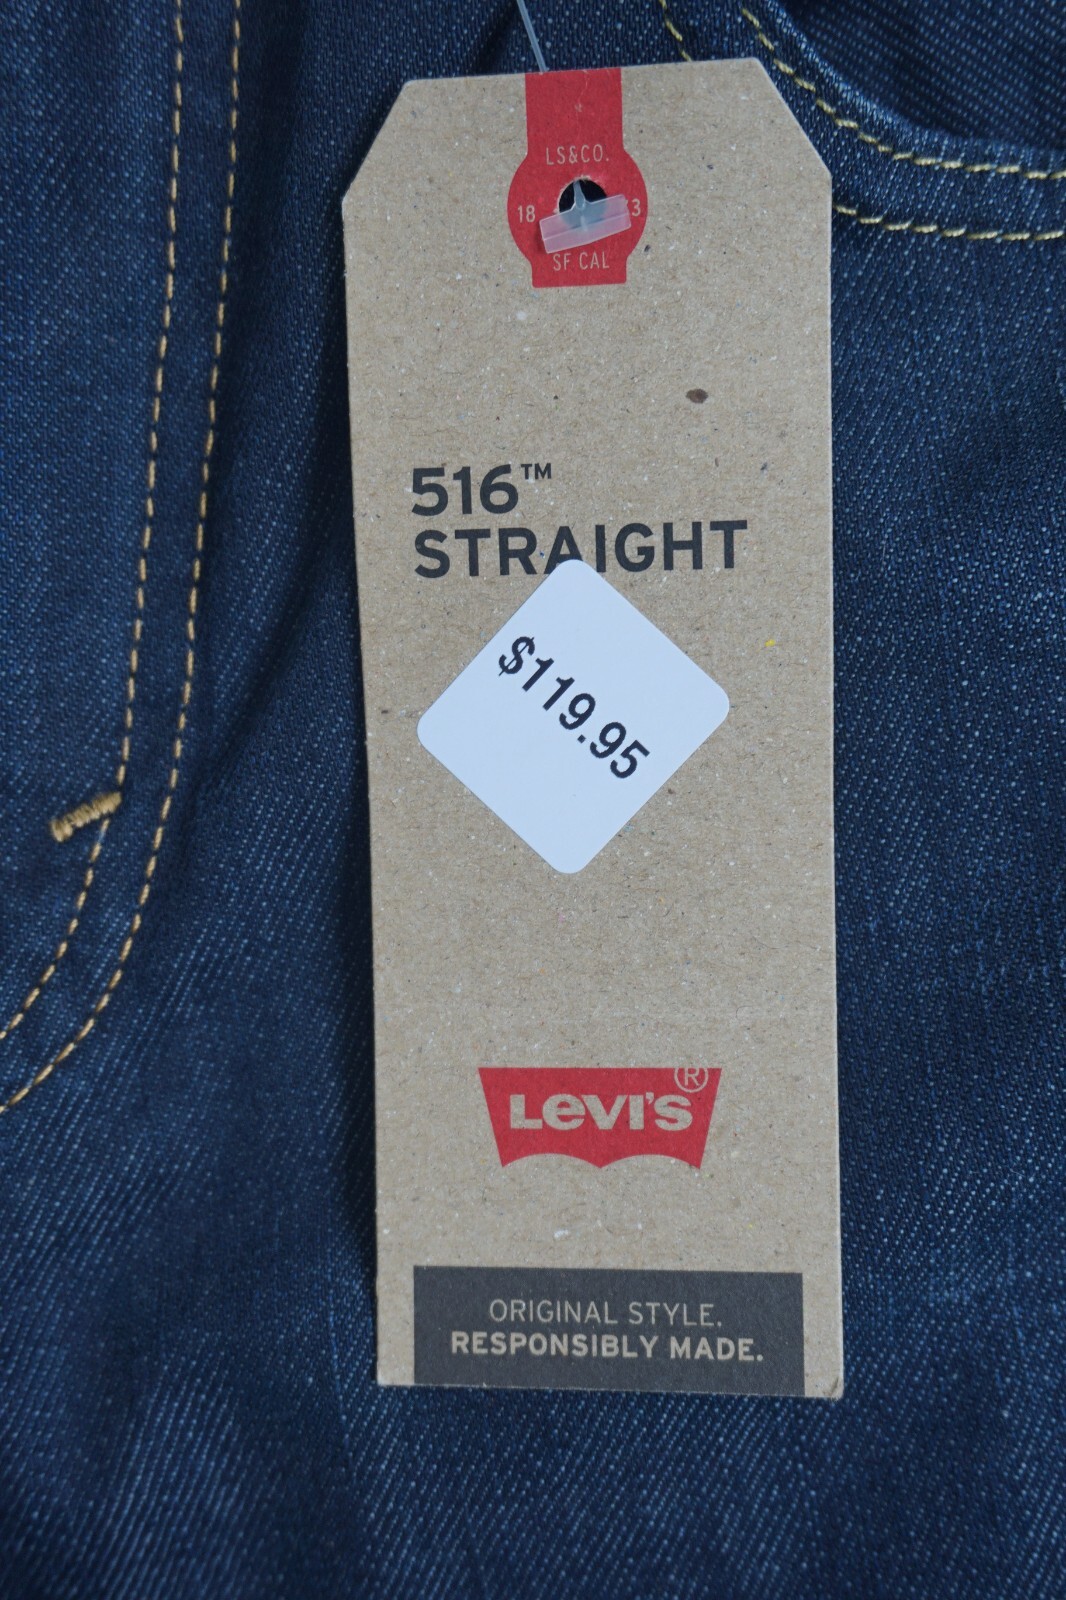 LS&CO.
18 3
SF CAL
516™
STRAIGHT
$119.95
Levi's®
ORIGINAL STYLE.
RESPONSIBLY MADE.